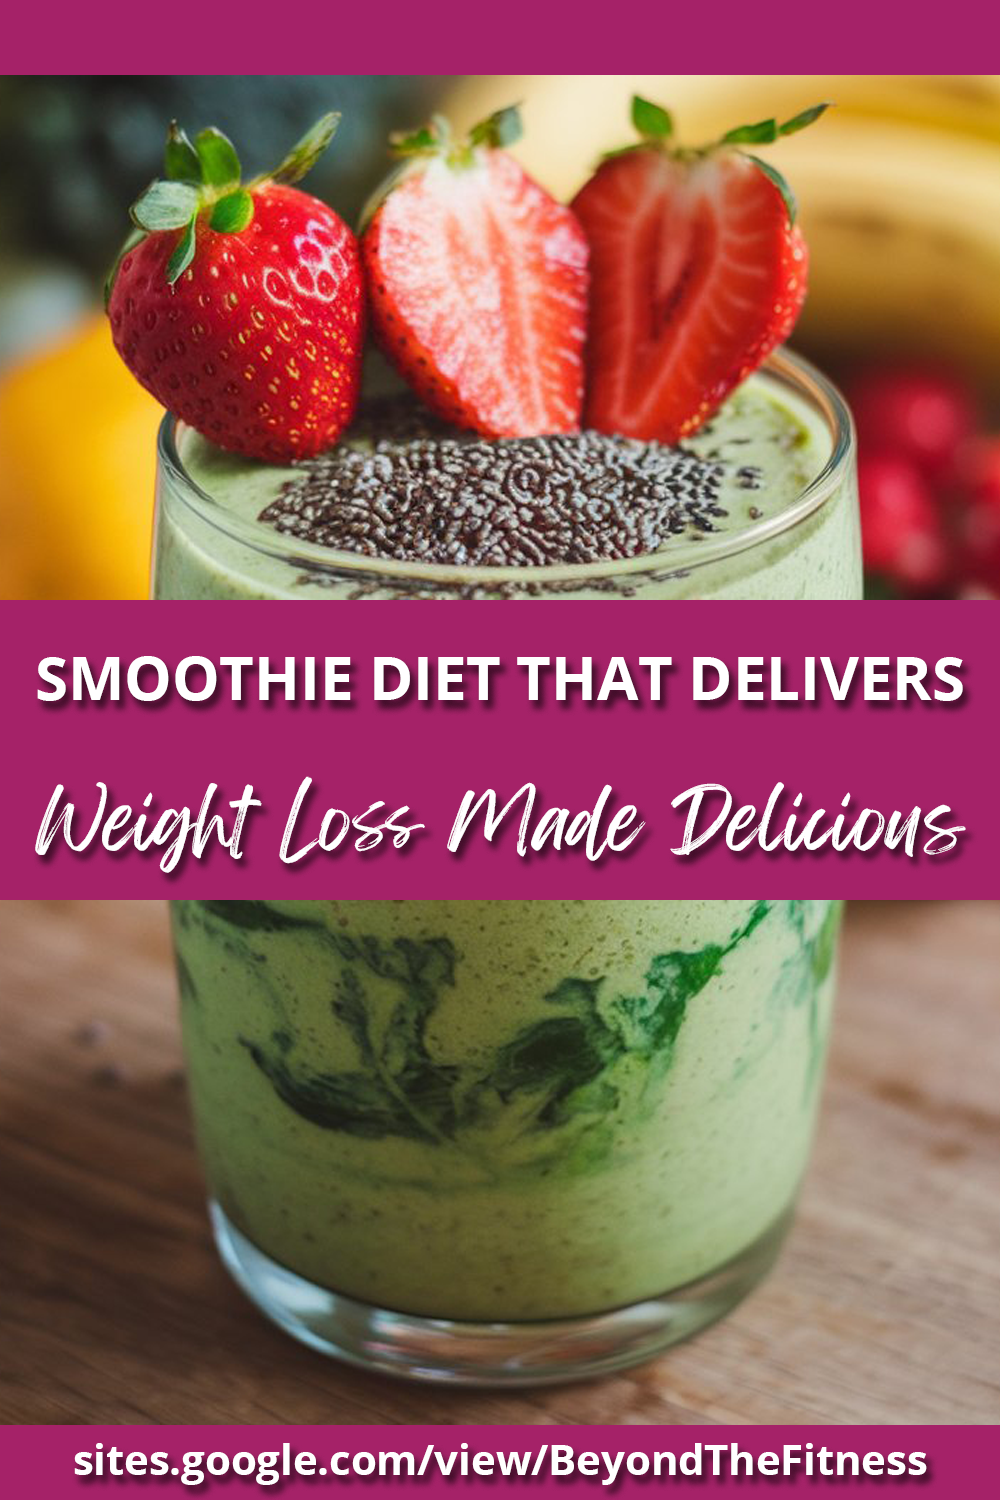 SMOOTHIE DIET THAT DELIVERS
Weight Loss Made Delicious
sites.google.com/view/BeyondTheFitness